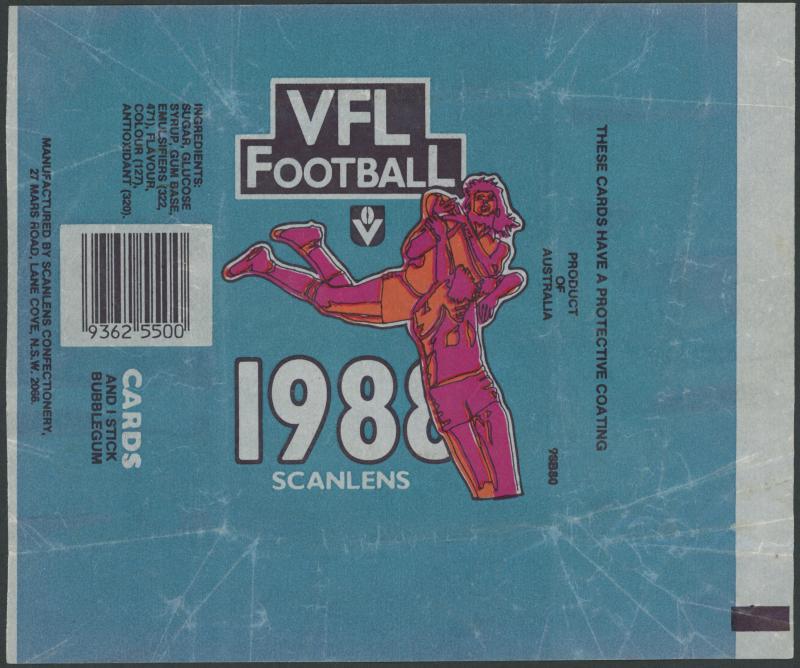 VFL
FOOTBALL
1988
SCANLENS
INGREDIENTS:
SUGAR, GLUCOSE
SYRUP, GUM BASE,
EMULSIFIERS (322,
471), FLAVOUR,
COLOUR (127),
ANTIOXIDANT (320).
9362 5500
CARDS
AND 1 STICK
BUBBLEGUM
MANUFACTURED BY SCANLENS CONFECTIONERY,
27 MARS ROAD, LANE COVE, N.S.W. 2066.
THESE CARDS HAVE A PROTECTIVE COATING
PRODUCT
OF
AUSTRALIA